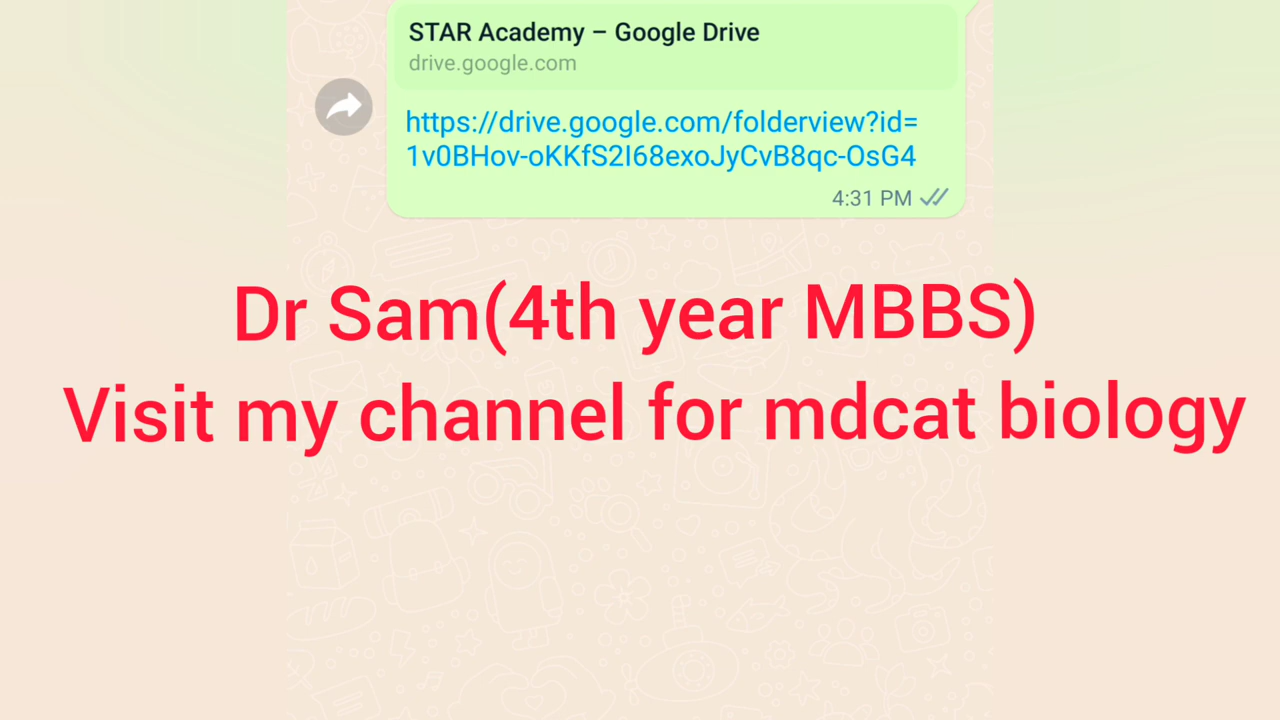 STAR Academy – Google Drive
drive.google.com
https://drive.google.com/folderview?id=
1v0BHov-oKKfS2I68exoJyCvB8qc-OsG4
4:31 PM
Dr Sam(4th year MBBS)
Visit my channel for mdcat biology